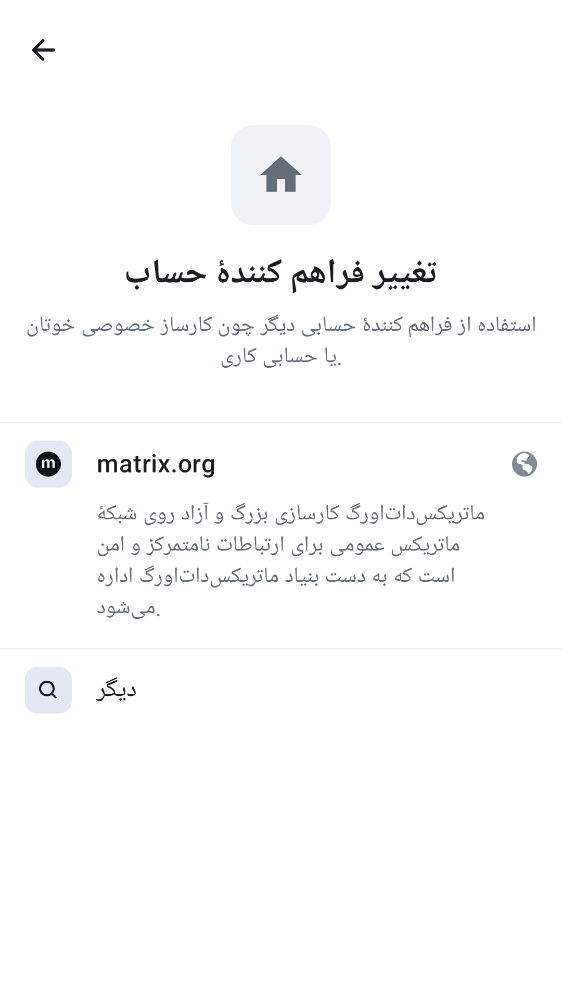 تغییر فراهم کنندهٔ حساب
استفاده از فراهم کنندهٔ حسابی دیگر چون کارساز خصوصی خوتان
یا حسابی کاری.
m
matrix.org
ماتریکس‌دات‌اورگ کارسازی بزرگ و آزاد روی شبکهٔ
ماتریکس عمومی برای ارتباطات نامتمرکز و امن
است که به دست بنیاد ماتریکس‌دات‌اورگ اداره
می‌شود.
دیگر